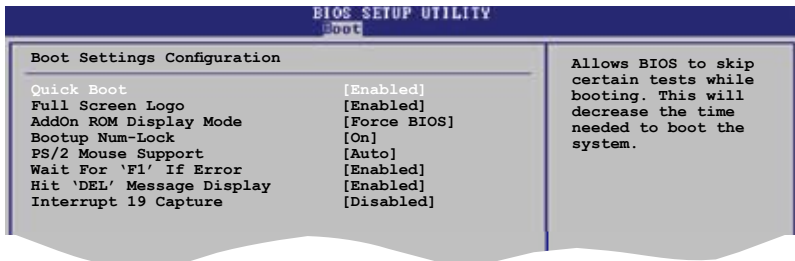 BIOS SETUP UTILITY
Boot
Boot Settings Configuration
Quick Boot [Enabled]
Full Screen Logo [Enabled]
AddOn ROM Display Mode [Force BIOS]
Bootup Num-Lock [On]
PS/2 Mouse Support [Auto]
Wait For ‘F1’ If Error [Enabled]
Hit ‘DEL’ Message Display [Enabled]
Interrupt 19 Capture [Disabled]
Allows BIOS to skip
certain tests while
booting. This will
decrease the time
needed to boot the
system.